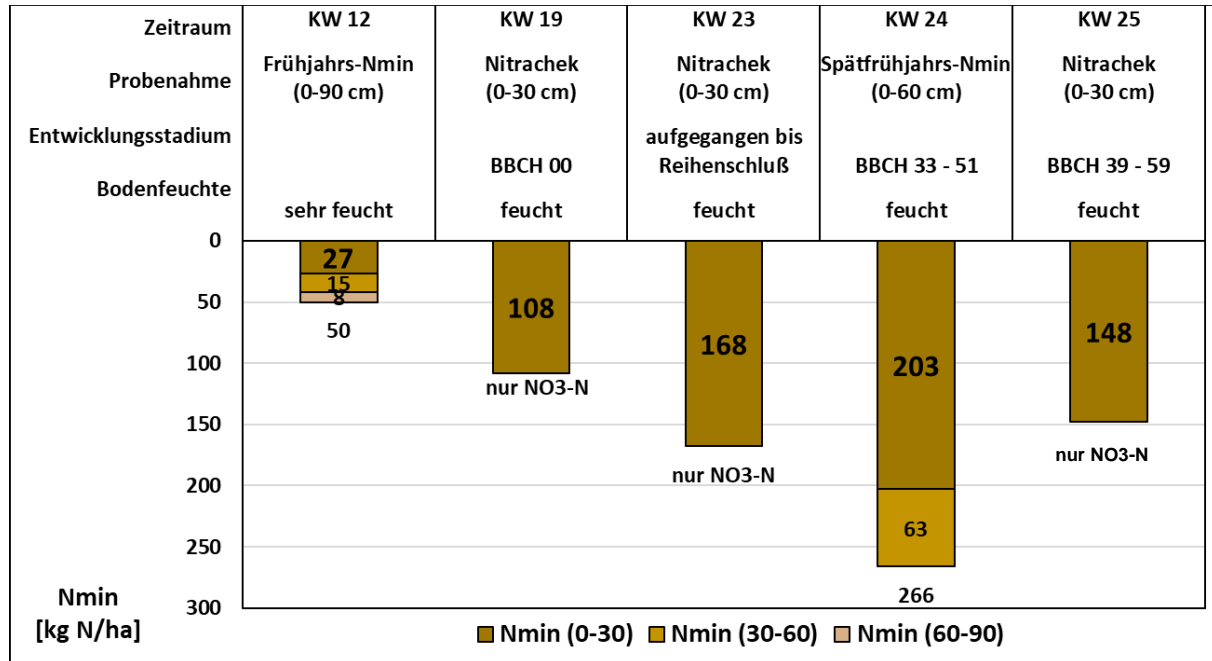 Zeitraum
KW 12
KW 19
KW 23
KW 24
KW 25
Probenahme
Frühjahrs-Nmin
(0-90 cm)
Nitrachek
(0-30 cm)
Nitrachek
(0-30 cm)
Spätfrühjahrs-Nmin
(0-60 cm)
Nitrachek
(0-30 cm)
Entwicklungsstadium
BBCH 00
aufgegangen bis
Reihenschluß
BBCH 33 - 51
BBCH 39 - 59
Bodenfeuchte
sehr feucht
feucht
feucht
feucht
feucht
0
50
100
150
200
250
300
27
15
8
50
108
nur NO3-N
168
nur NO3-N
203
63
266
148
nur NO3-N
Nmin
[kg N/ha]
Nmin (0-30)
Nmin (30-60)
Nmin (60-90)